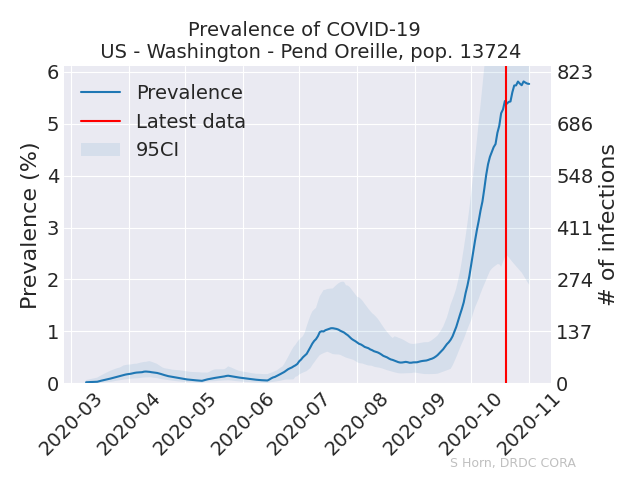 Prevalence of COVID-19
US - Washington - Pend Oreille, pop. 13724
Prevalence
Latest data
95CI
Prevalence (%)
6
5
4
3
2
1
0
# of infections
823
686
548
411
274
137
0
2020-03
2020-04
2020-05
2020-06
2020-07
2020-08
2020-09
2020-10
2020-11
S Horn, DRDC CORA